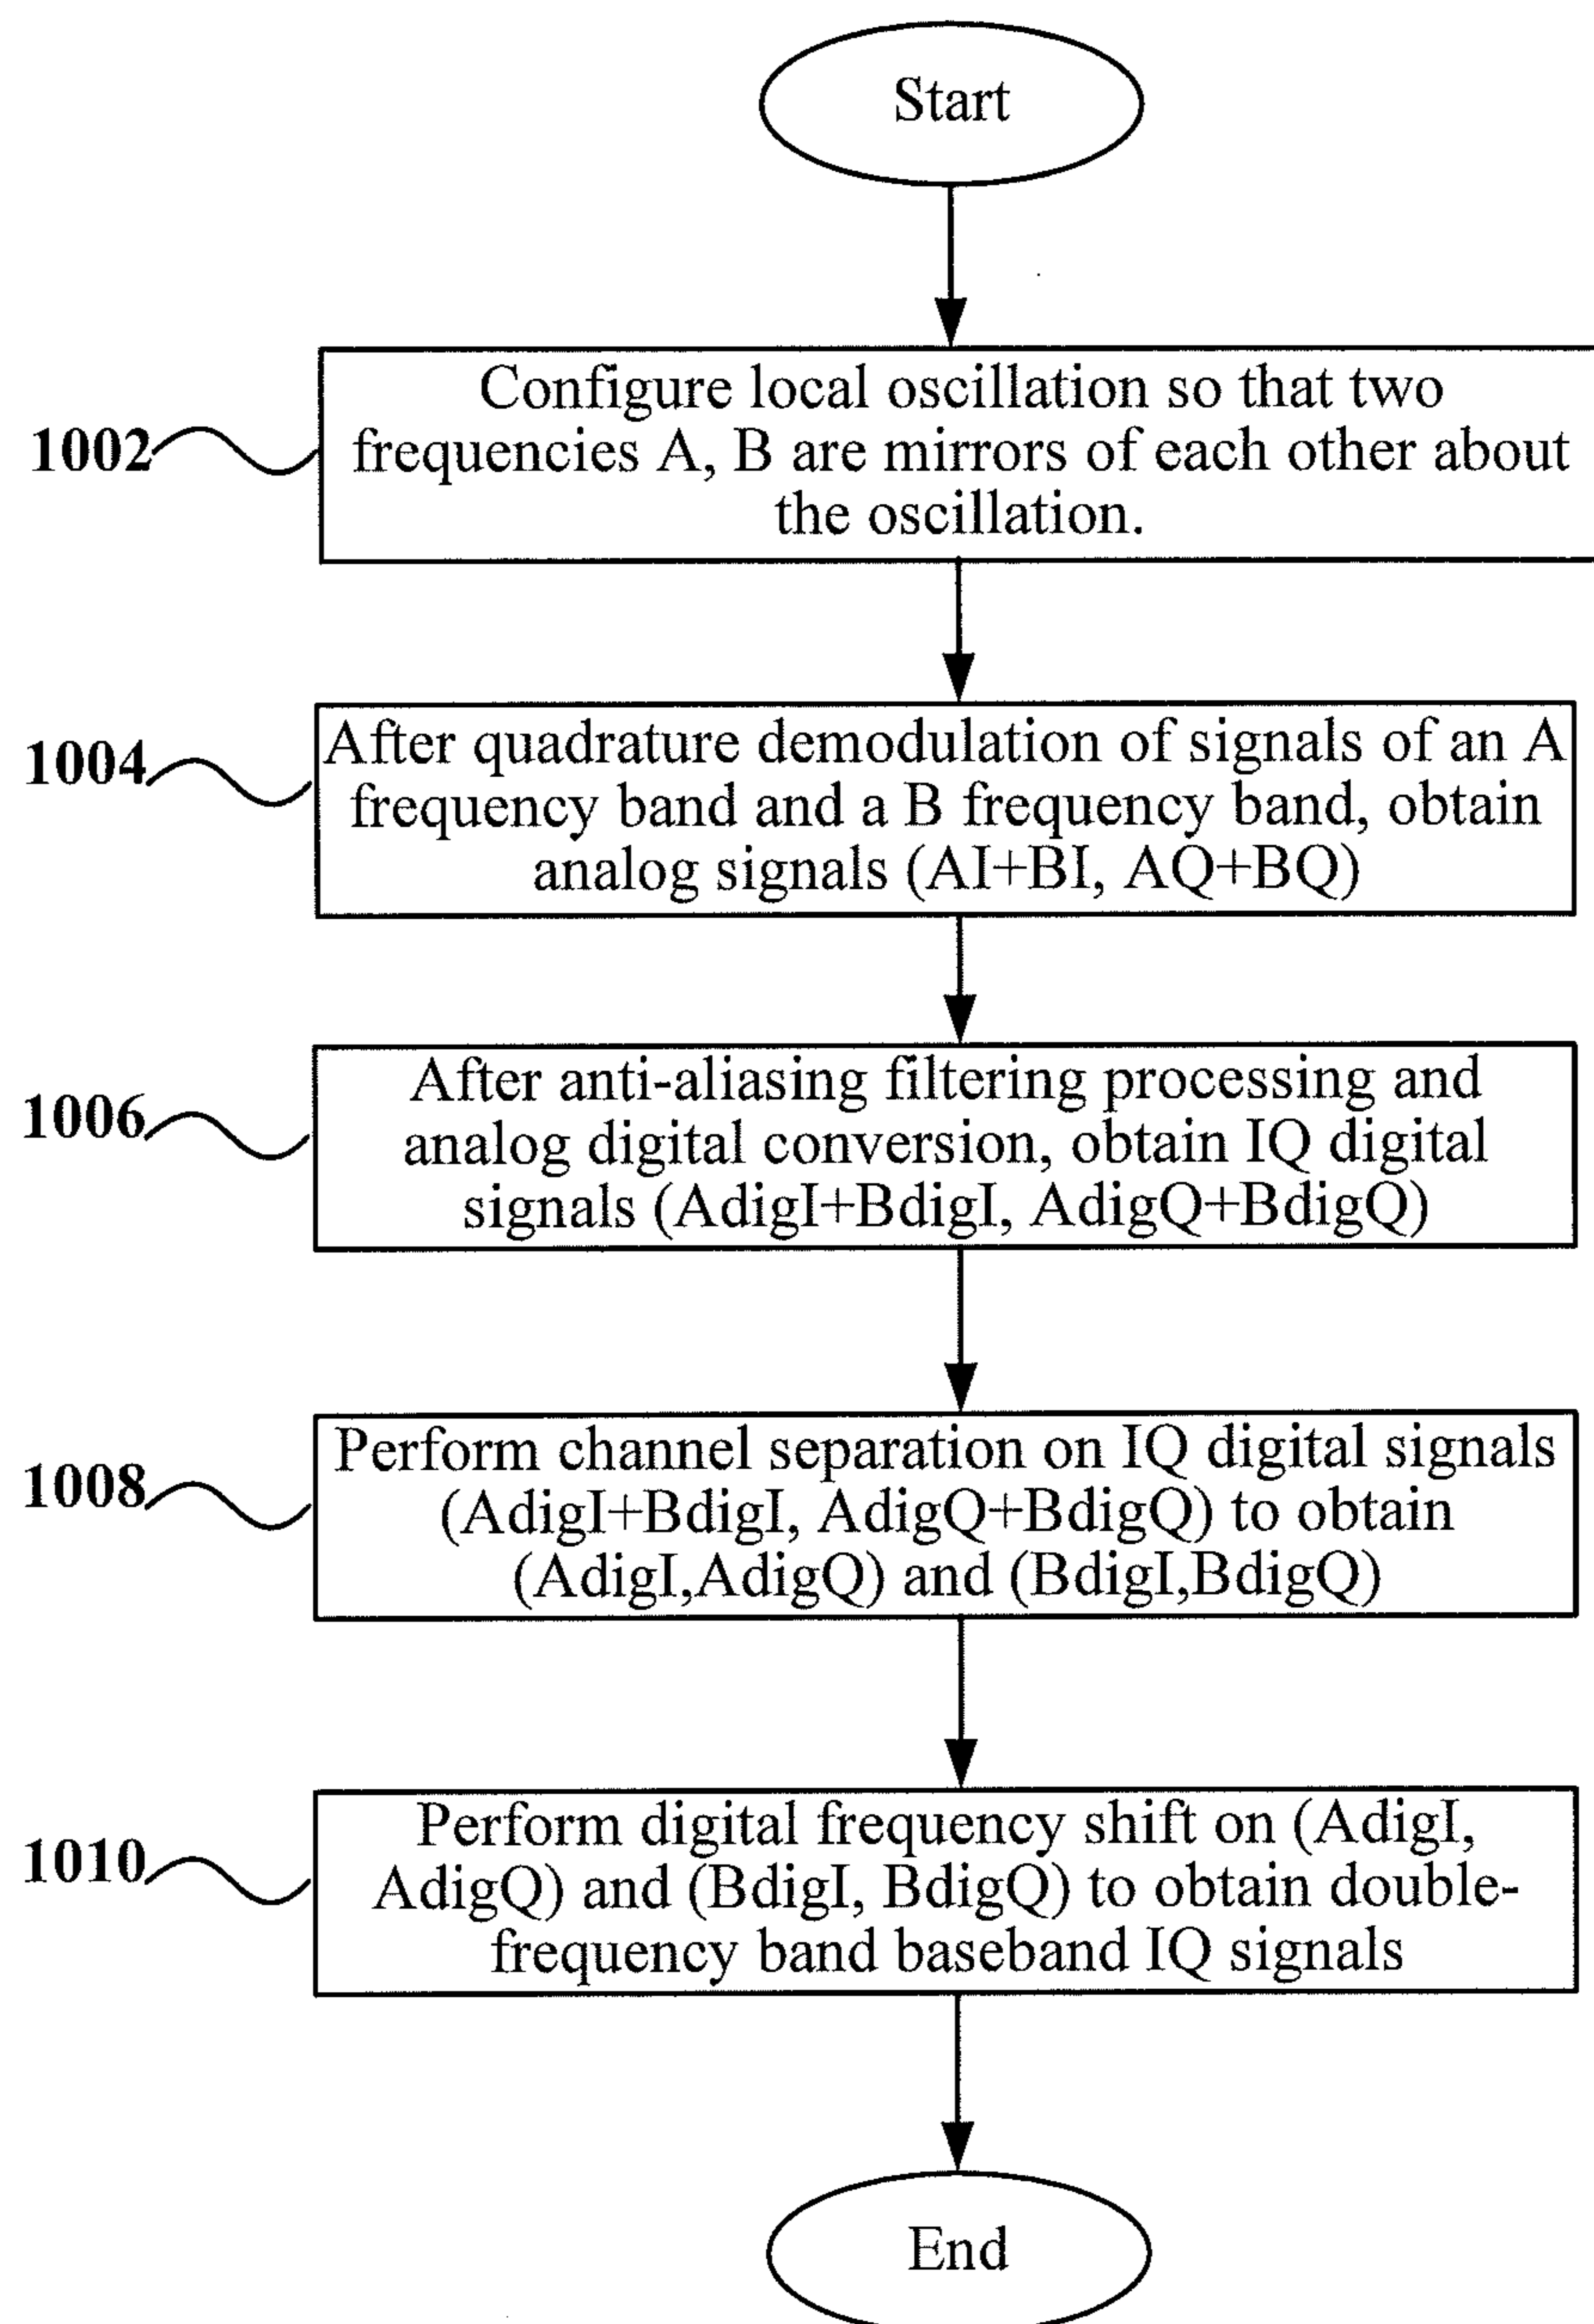 Start
1002
Configure local oscillation so that two
frequencies A, B are mirrors of each other about
the oscillation.
1004
After quadrature demodulation of signals of an A
frequency band and a B frequency band, obtain
analog signals (AI+BI, AQ+BQ)
1006
After anti-aliasing filtering processing and
analog digital conversion, obtain IQ digital
signals (AdigI+BdigI, AdigQ+BdigQ)
1008
Perform channel separation on IQ digital signals
(AdigI+BdigI, AdigQ+BdigQ) to obtain
(AdigI,AdigQ) and (BdigI,BdigQ)
1010
Perform digital frequency shift on (AdigI,
AdigQ) and (BdigI, BdigQ) to obtain double-
frequency band baseband IQ signals
End